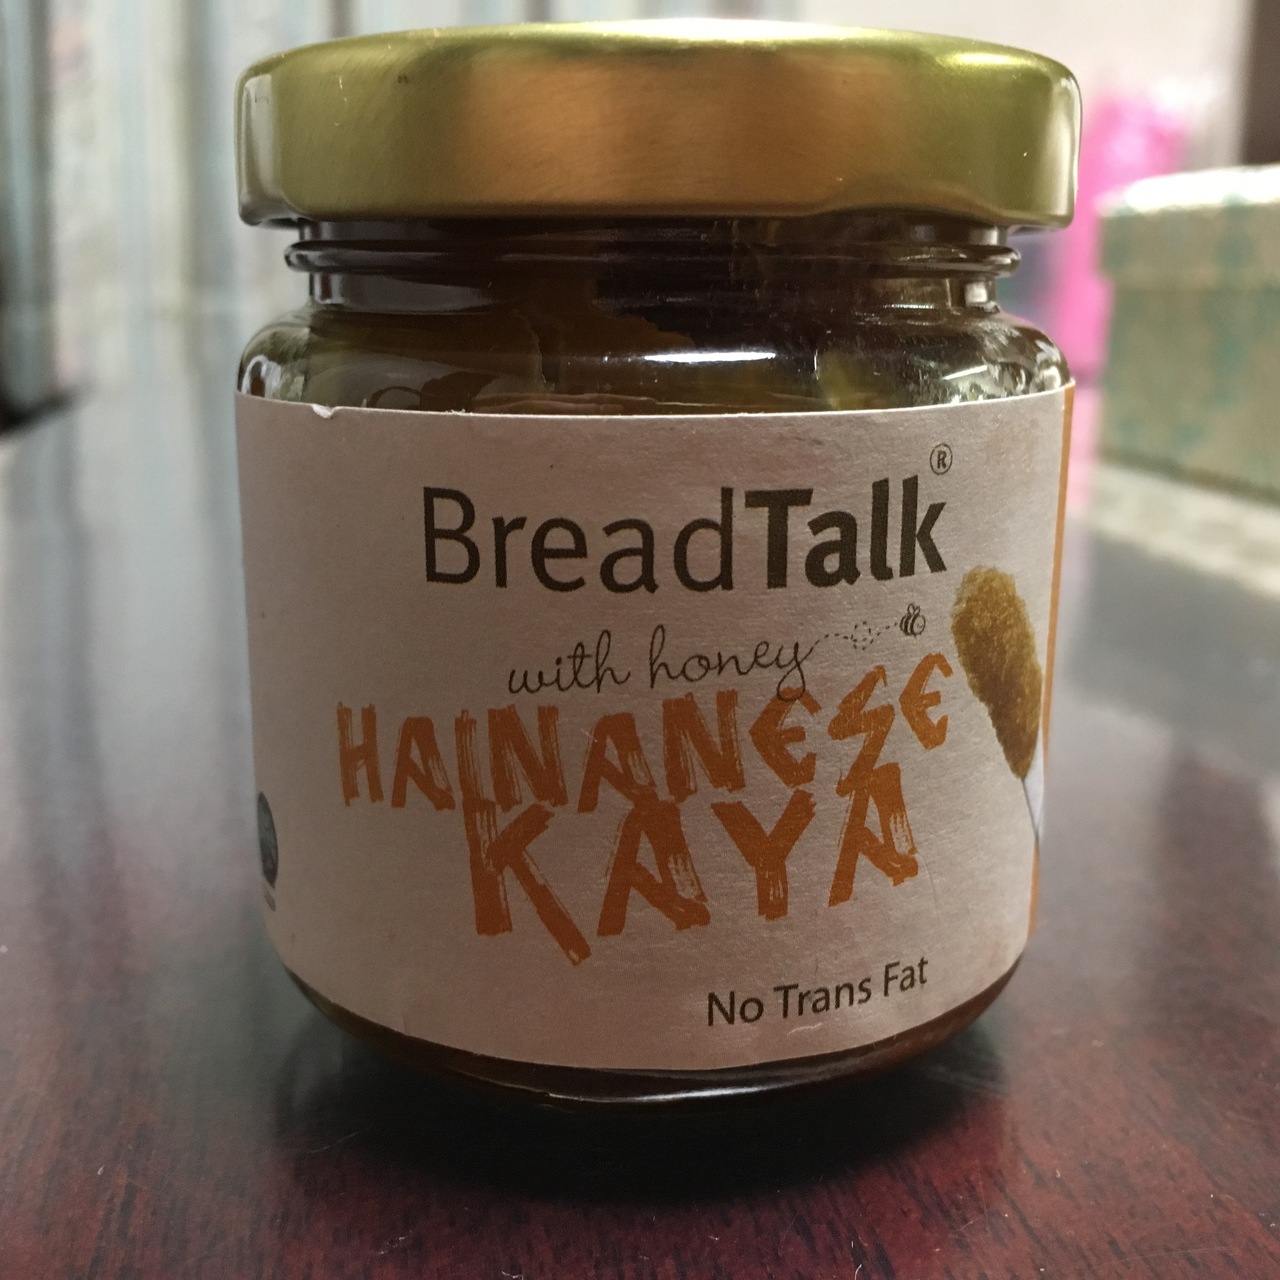 BreadTalk®
with honey
HAINANESE
KAYA
No Trans Fat